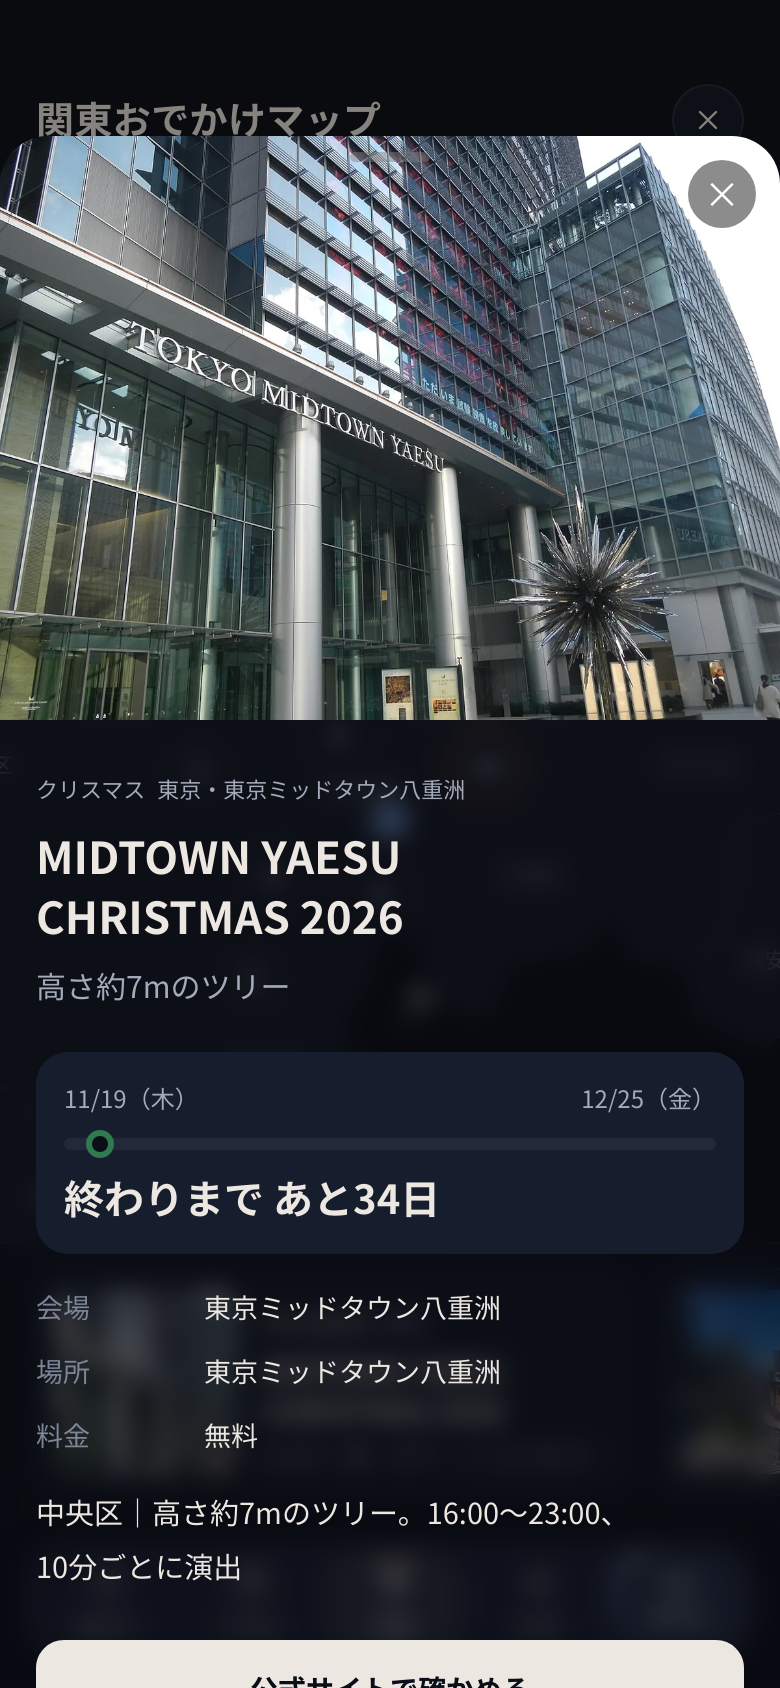 関東おでかけマップ
TOKYO MIDTOWN YAESU
クリスマス 東京・東京ミッドタウン八重洲
MIDTOWN YAESU
CHRISTMAS 2026
高さ約7mのツリー
11/19（木） 12/25（金）
終わりまで あと34日
会場 東京ミッドタウン八重洲
場所 東京ミッドタウン八重洲
料金 無料
中央区｜高さ約7mのツリー。16:00〜23:00、
10分ごとに演出
公式サイトで確かめる